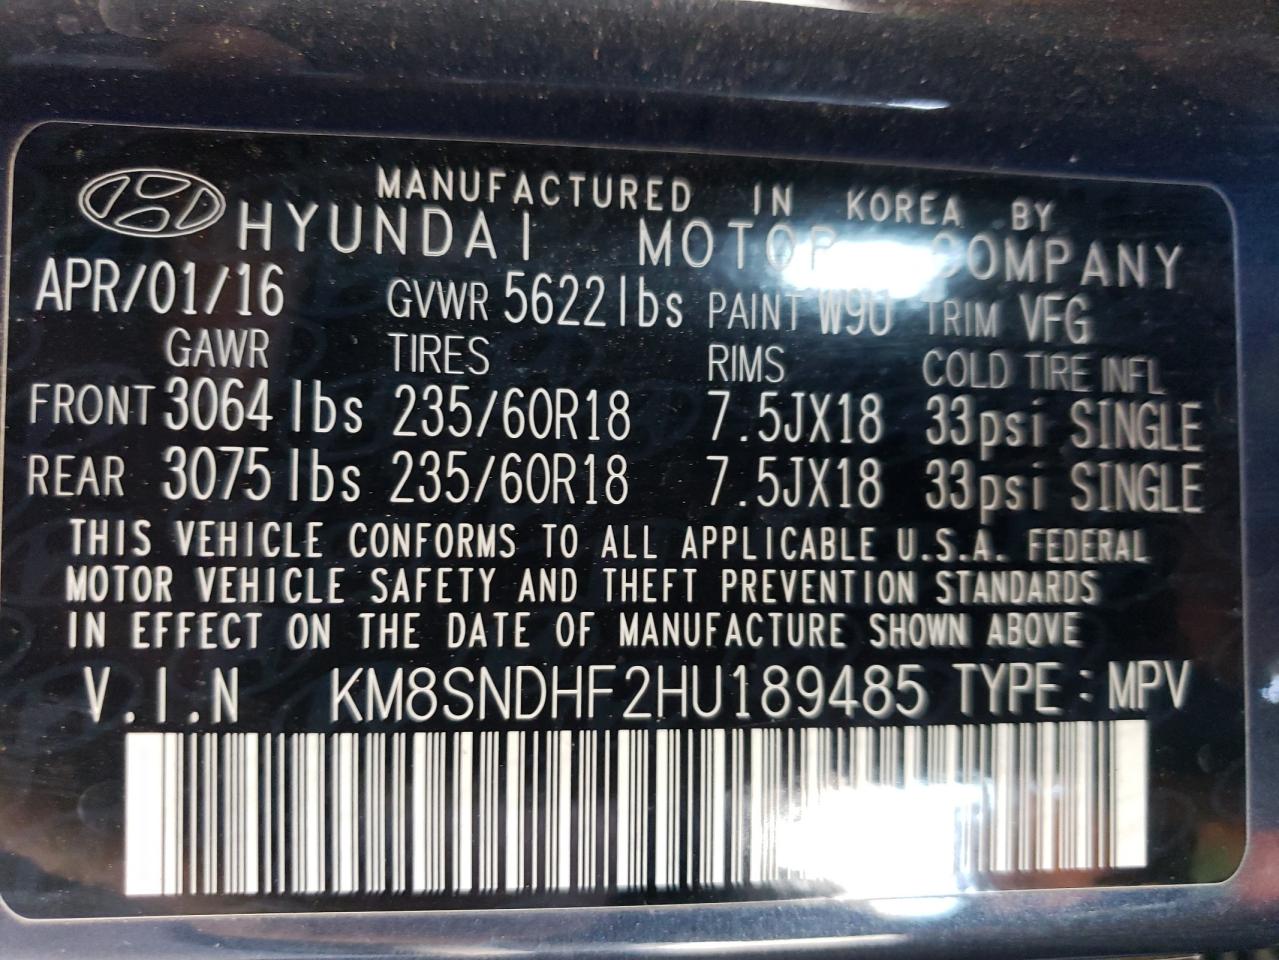 MANUFACTURED IN KOREA BY
HYUNDAI MOTOR COMPANY
APR/01/16 GVWR 5622lbs PAINT W9U TRIM VFG
GAWR TIRES RIMS COLD TIRE INFL
FRONT 3064 lbs 235/60R18 7.5JX18 33psi SINGLE
REAR 3075 lbs 235/60R18 7.5JX18 33psi SINGLE
THIS VEHICLE CONFORMS TO ALL APPLICABLE U.S.A. FEDERAL
MOTOR VEHICLE SAFETY AND THEFT PREVENTION STANDARDS
IN EFFECT ON THE DATE OF MANUFACTURE SHOWN ABOVE
V.I.N KM8SNDHF2HU189485 TYPE : MPV